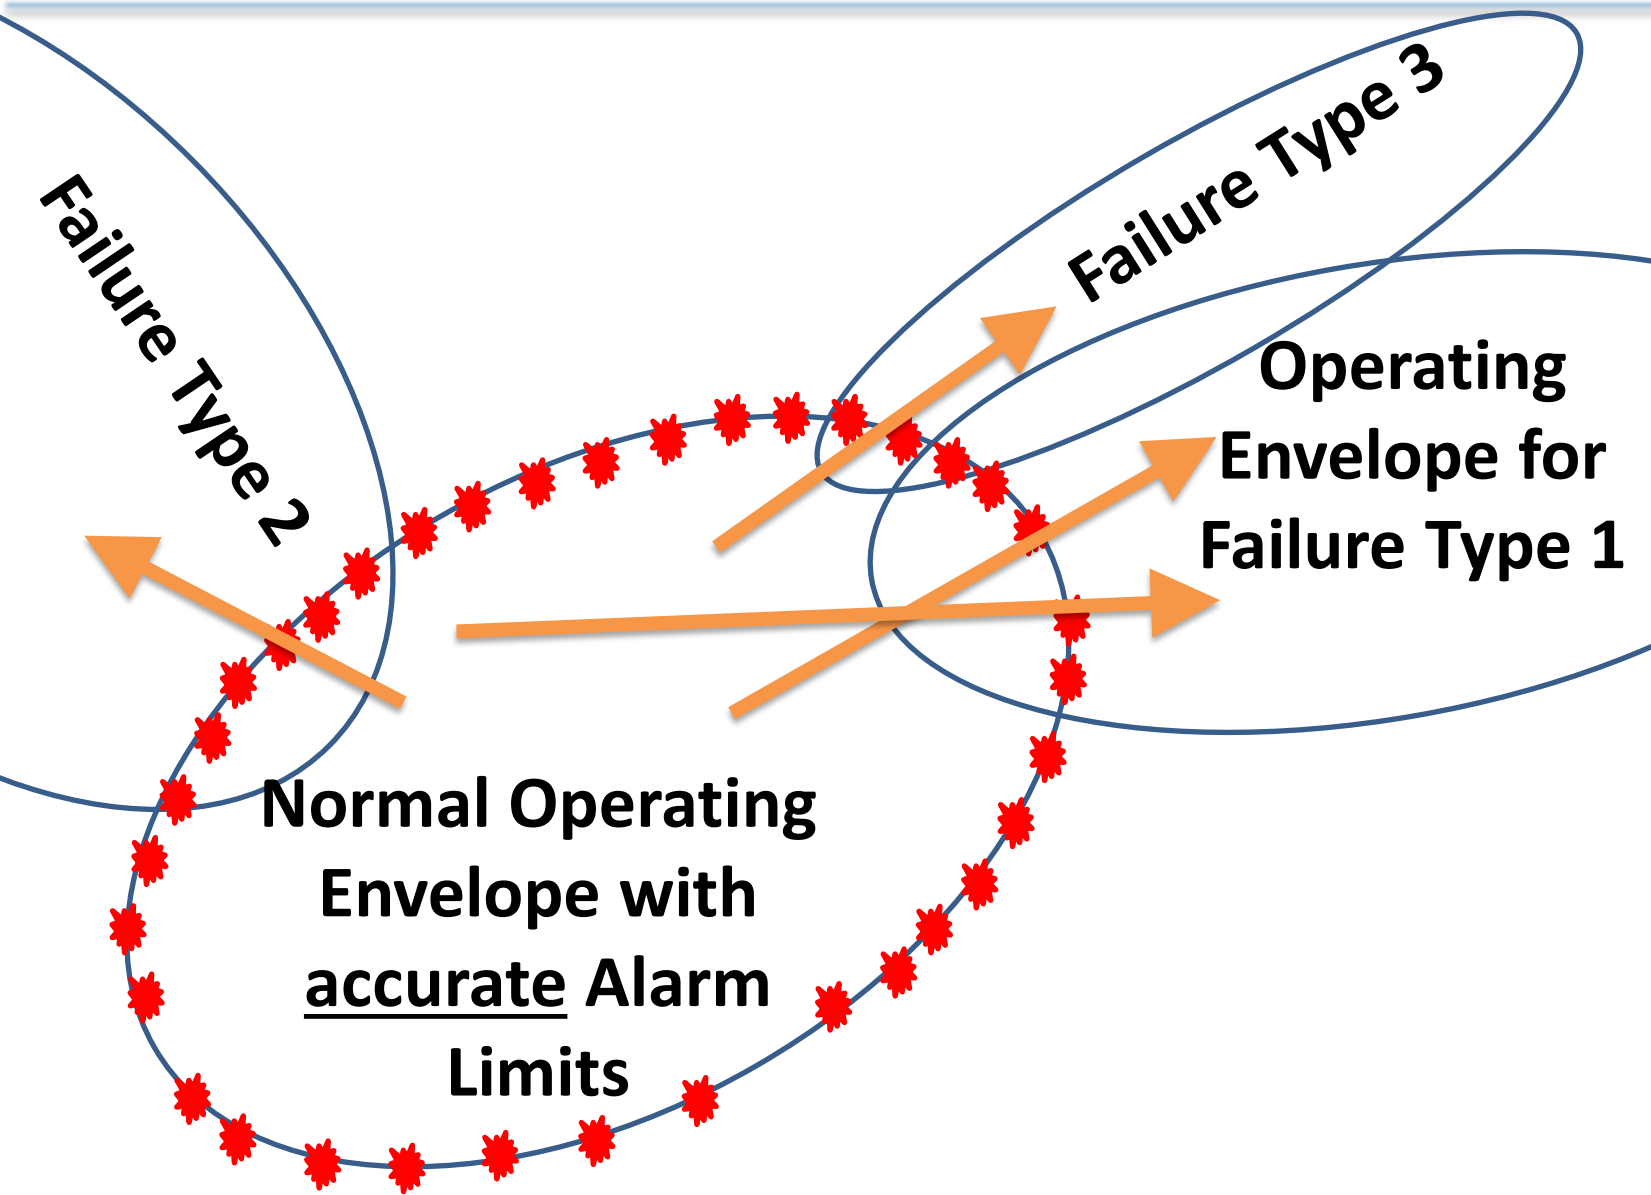 Failure Type 2
Failure Type 3
Operating
Envelope for
Failure Type 1
Normal Operating
Envelope with
accurate Alarm
Limits